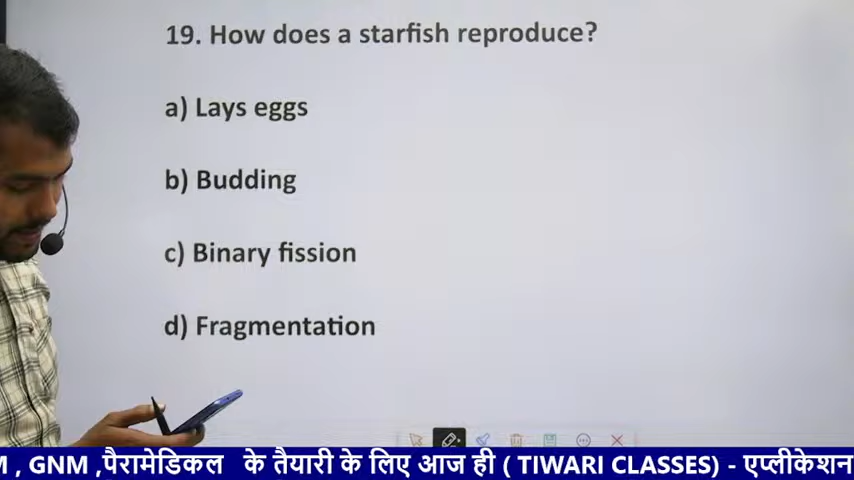 19. How does a starfish reproduce?
a) Lays eggs
b) Budding
c) Binary fission
d) Fragmentation
, GNM ,पैरामेडिकल के तैयारी के लिए आज ही ( TIWARI CLASSES) - एप्लीकेशन